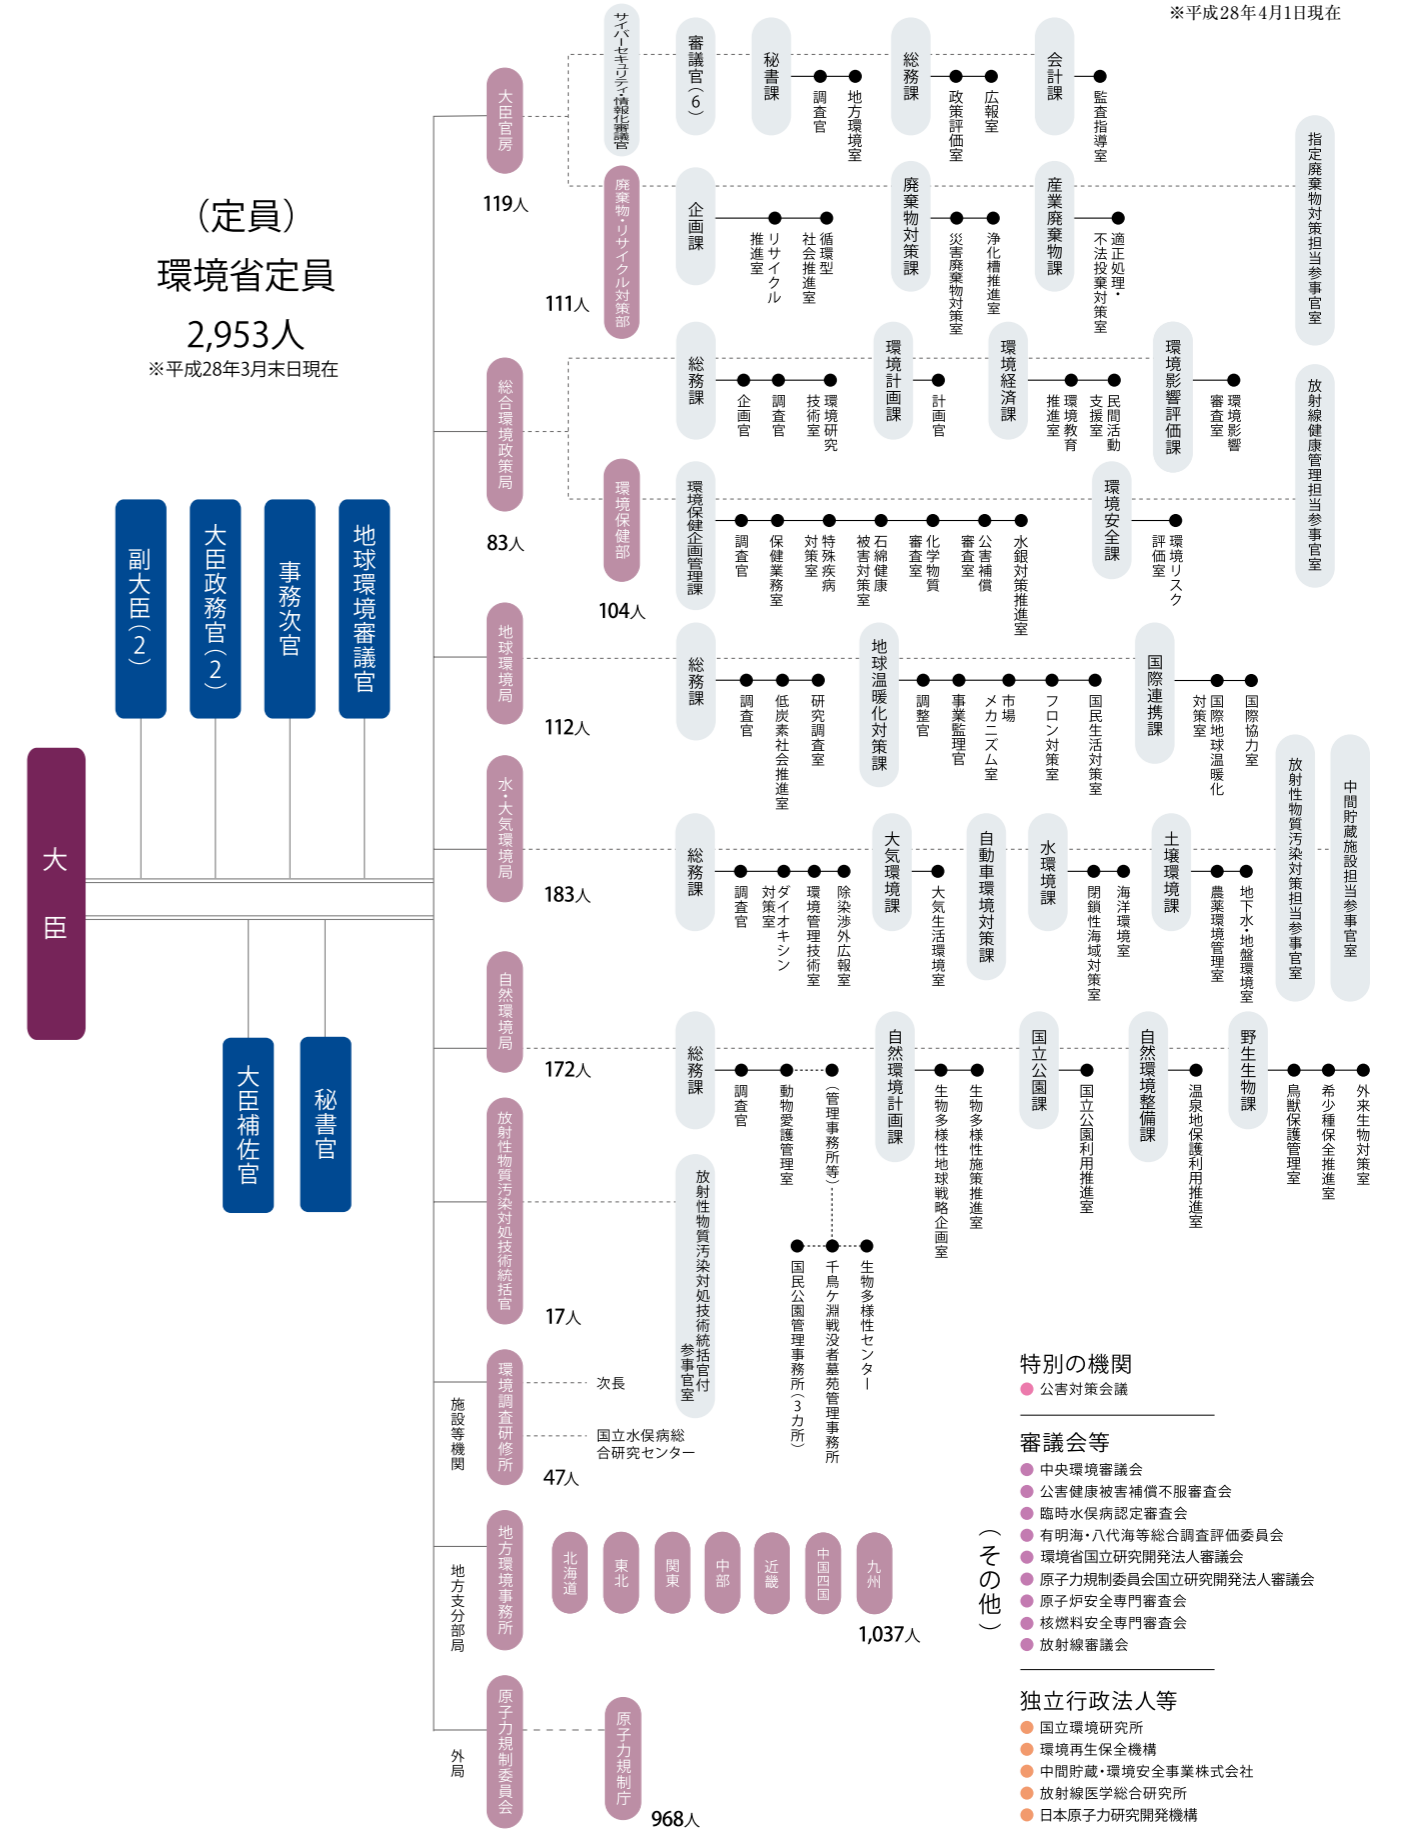 ※平成28年4月1日現在
（定員）
環境省定員
2,953人
※平成28年3月末日現在
大臣
副大臣（2）
大臣政務官（2）
事務次官
地球環境審議官
大臣補佐官
秘書官
大臣官房
119人
サイバーセキュリティ・情報化審議官
審議官（6）
秘書課
調査官
地方環境室
総務課
政策評価室
広報室
会計課
監査指導室
廃棄物・リサイクル対策部
111人
企画課
リサイクル
推進室
循環型
社会推進室
廃棄物対策課
災害廃棄物対策室
浄化槽推進室
産業廃棄物課
適正処理・
不法投棄対策室
指定廃棄物対策担当参事官室
総合環境政策局
83人
総務課
企画官
調査官
環境研究
技術室
環境計画課
計画官
環境経済課
環境教育
推進室
民間活動
支援室
環境影響評価課
環境影響
審査室
環境保健部
104人
環境保健企画管理課
調査官
保健業務室
特殊疾病
対策室
石綿健康
被害対策室
化学物質
審査室
公害補償
審査室
水銀対策推進室
環境安全課
環境リスク
評価室
放射線健康管理担当参事官室
地球環境局
112人
総務課
調査官
低炭素社会推進室
研究調査室
地球温暖化対策課
調整官
事業監理官
市場
メカニズム室
フロン対策室
国民生活対策室
国際連携課
国際地球温暖化
対策室
国際協力室
水・大気環境局
183人
総務課
調査官
ダイオキシン
対策室
環境管理技術室
除染渉外広報室
大気環境課
大気生活環境室
自動車環境対策課
水環境課
閉鎖性海域対策室
海洋環境室
土壌環境課
農薬環境管理室
地下水・地盤環境室
放射性物質汚染対策担当参事官室
中間貯蔵施設担当参事官室
自然環境局
172人
総務課
調査官
動物愛護管理室
（管理事務所等）
国民公園管理事務所（3カ所）
千鳥ケ淵戦没者墓苑管理事務所
生物多様性センター
自然環境計画課
生物多様性地球戦略企画室
生物多様性施策推進室
国立公園課
国立公園利用推進室
自然環境整備課
温泉地保護利用推進室
野生生物課
鳥獣保護管理室
希少種保全推進室
外来生物対策室
放射性物質汚染対処技術統括官
17人
放射性物質汚染対処技術統括官付
参事官室
施設等機関
環境調査研修所
47人
次長
国立水俣病総
合研究センター
地方支分部局
地方環境事務所
北海道
東北
関東
中部
近畿
中国四国
九州
1,037人
外局
原子力規制委員会
原子力規制庁
968人
（その他）
特別の機関
公害対策会議
審議会等
中央環境審議会
公害健康被害補償不服審査会
臨時水俣病認定審査会
有明海・八代海等総合調査評価委員会
環境省国立研究開発法人審議会
原子力規制委員会国立研究開発法人審議会
原子炉安全専門審査会
核燃料安全専門審査会
放射線審議会
独立行政法人等
国立環境研究所
環境再生保全機構
中間貯蔵・環境安全事業株式会社
放射線医学総合研究所
日本原子力研究開発機構